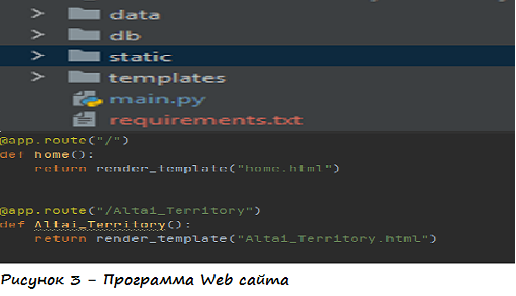 data
db
static
templates
main.py
requirements.txt
@app.route("/")
def home():
return render_template("home.html")
@app.route("/Altai_Territory")
def Altai_Territory():
return render_template("Altai_Territory.html")
Рисунок 3 - Программа Web сайта